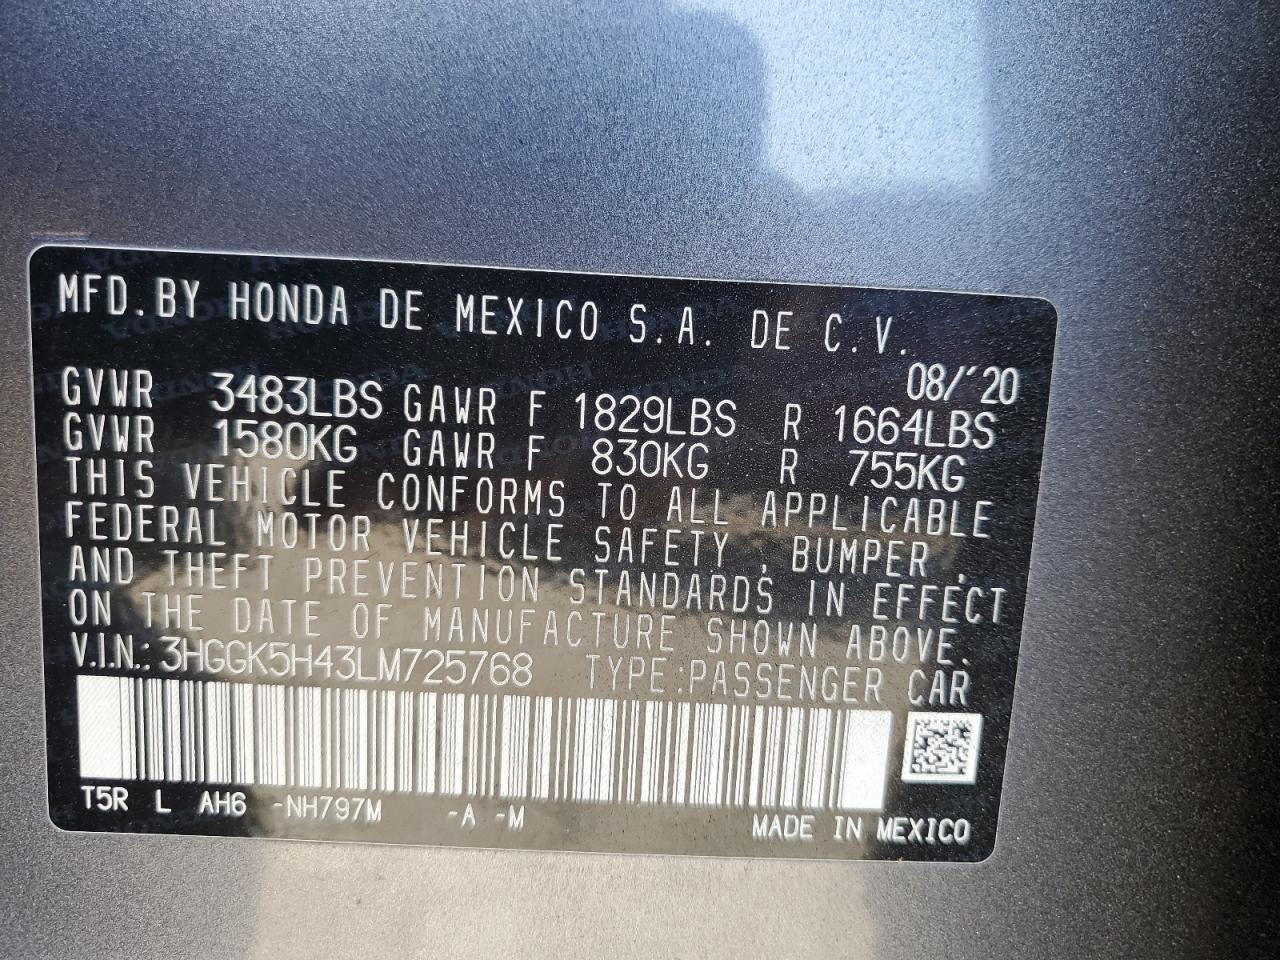 MFD.BY HONDA DE MEXICO S.A. DE C.V.
08/'20
GVWR 3483LBS GAWR F 1829LBS R 1664LBS
GVWR 1580KG GAWR F 830KG R 755KG
THIS VEHICLE CONFORMS TO ALL APPLICABLE
FEDERAL MOTOR VEHICLE SAFETY, BUMPER,
AND THEFT PREVENTION STANDARDS IN EFFECT
ON THE DATE OF MANUFACTURE SHOWN ABOVE.
V.I.N.: 3HGGK5H43LM725768 TYPE:PASSENGER CAR
T5R L AH6 -NH797M -A -M
MADE IN MEXICO